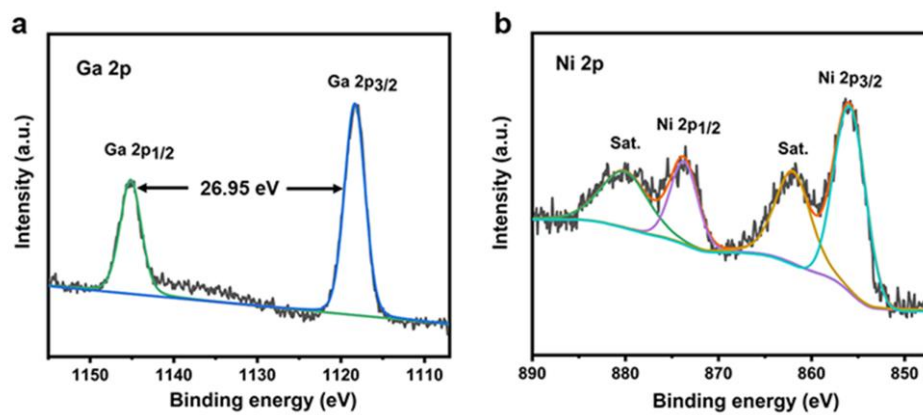 a
Ga 2p
Ga 2p1/2
Ga 2p3/2
26.95 eV
Intensity (a.u.)
1150 1140 1130 1120 1110
Binding energy (eV)
b
Ni 2p
Sat.
Ni 2p1/2
Sat.
Ni 2p3/2
Intensity (a.u.)
890 880 870 860 850
Binding energy (eV)